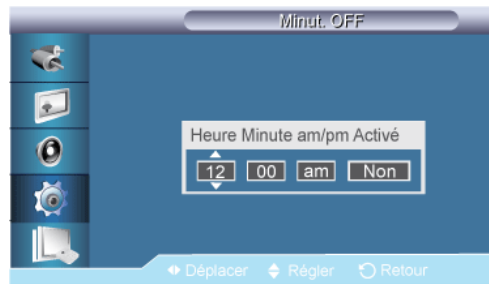 Minut. OFF
Heure Minute am/pm Activé
12 00 am Non
Déplacer Régler Retour